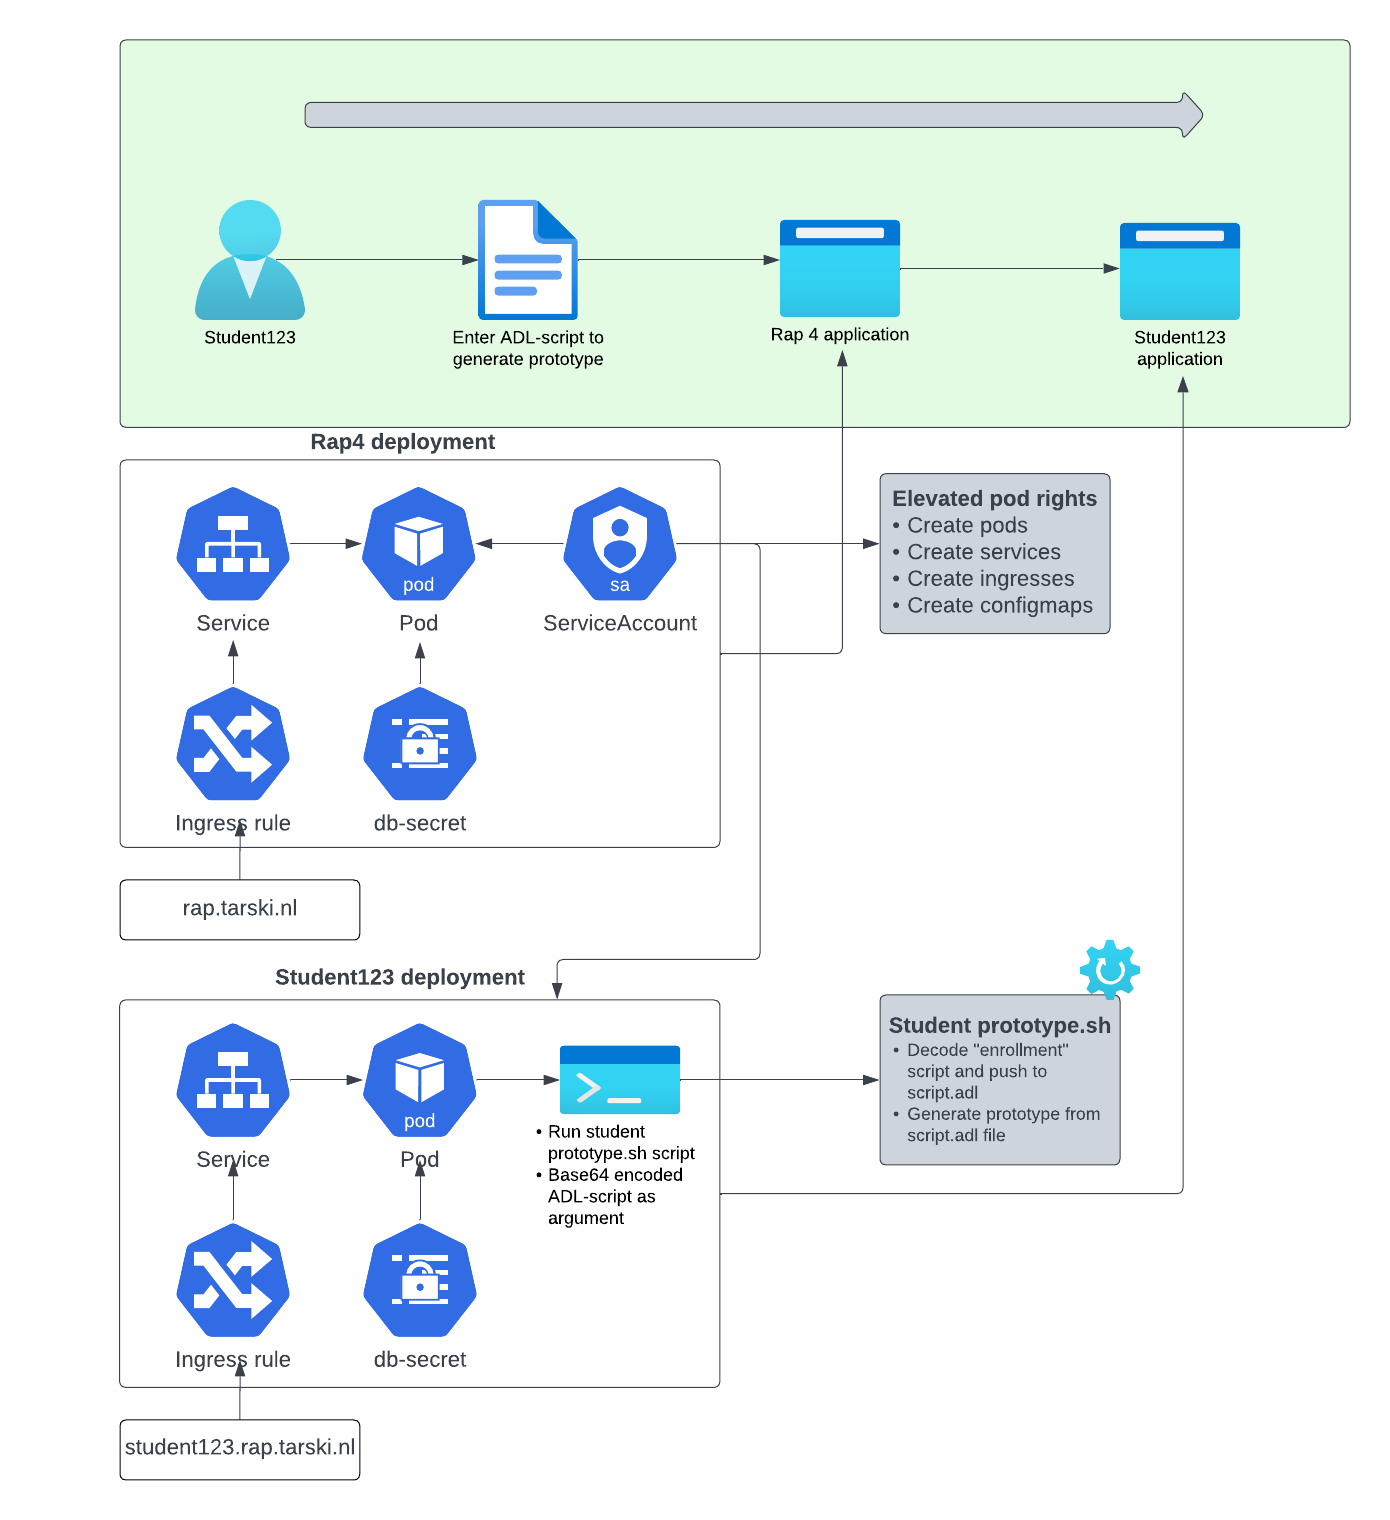 Student123
Enter ADL-script to
generate prototype
Rap 4 application
Student123
application
Rap4 deployment
pod
sa
Service
Pod
ServiceAccount
Elevated pod rights
• Create pods
• Create services
• Create ingresses
• Create configmaps
Ingress rule
db-secret
rap.tarski.nl
Student123 deployment
pod
Service
Pod
• Run student
prototype.sh script
• Base64 encoded
ADL-script as
argument
Student prototype.sh
• Decode "enrollment"
script and push to
script.adl
• Generate prototype from
script.adl file
Ingress rule
db-secret
student123.rap.tarski.nl